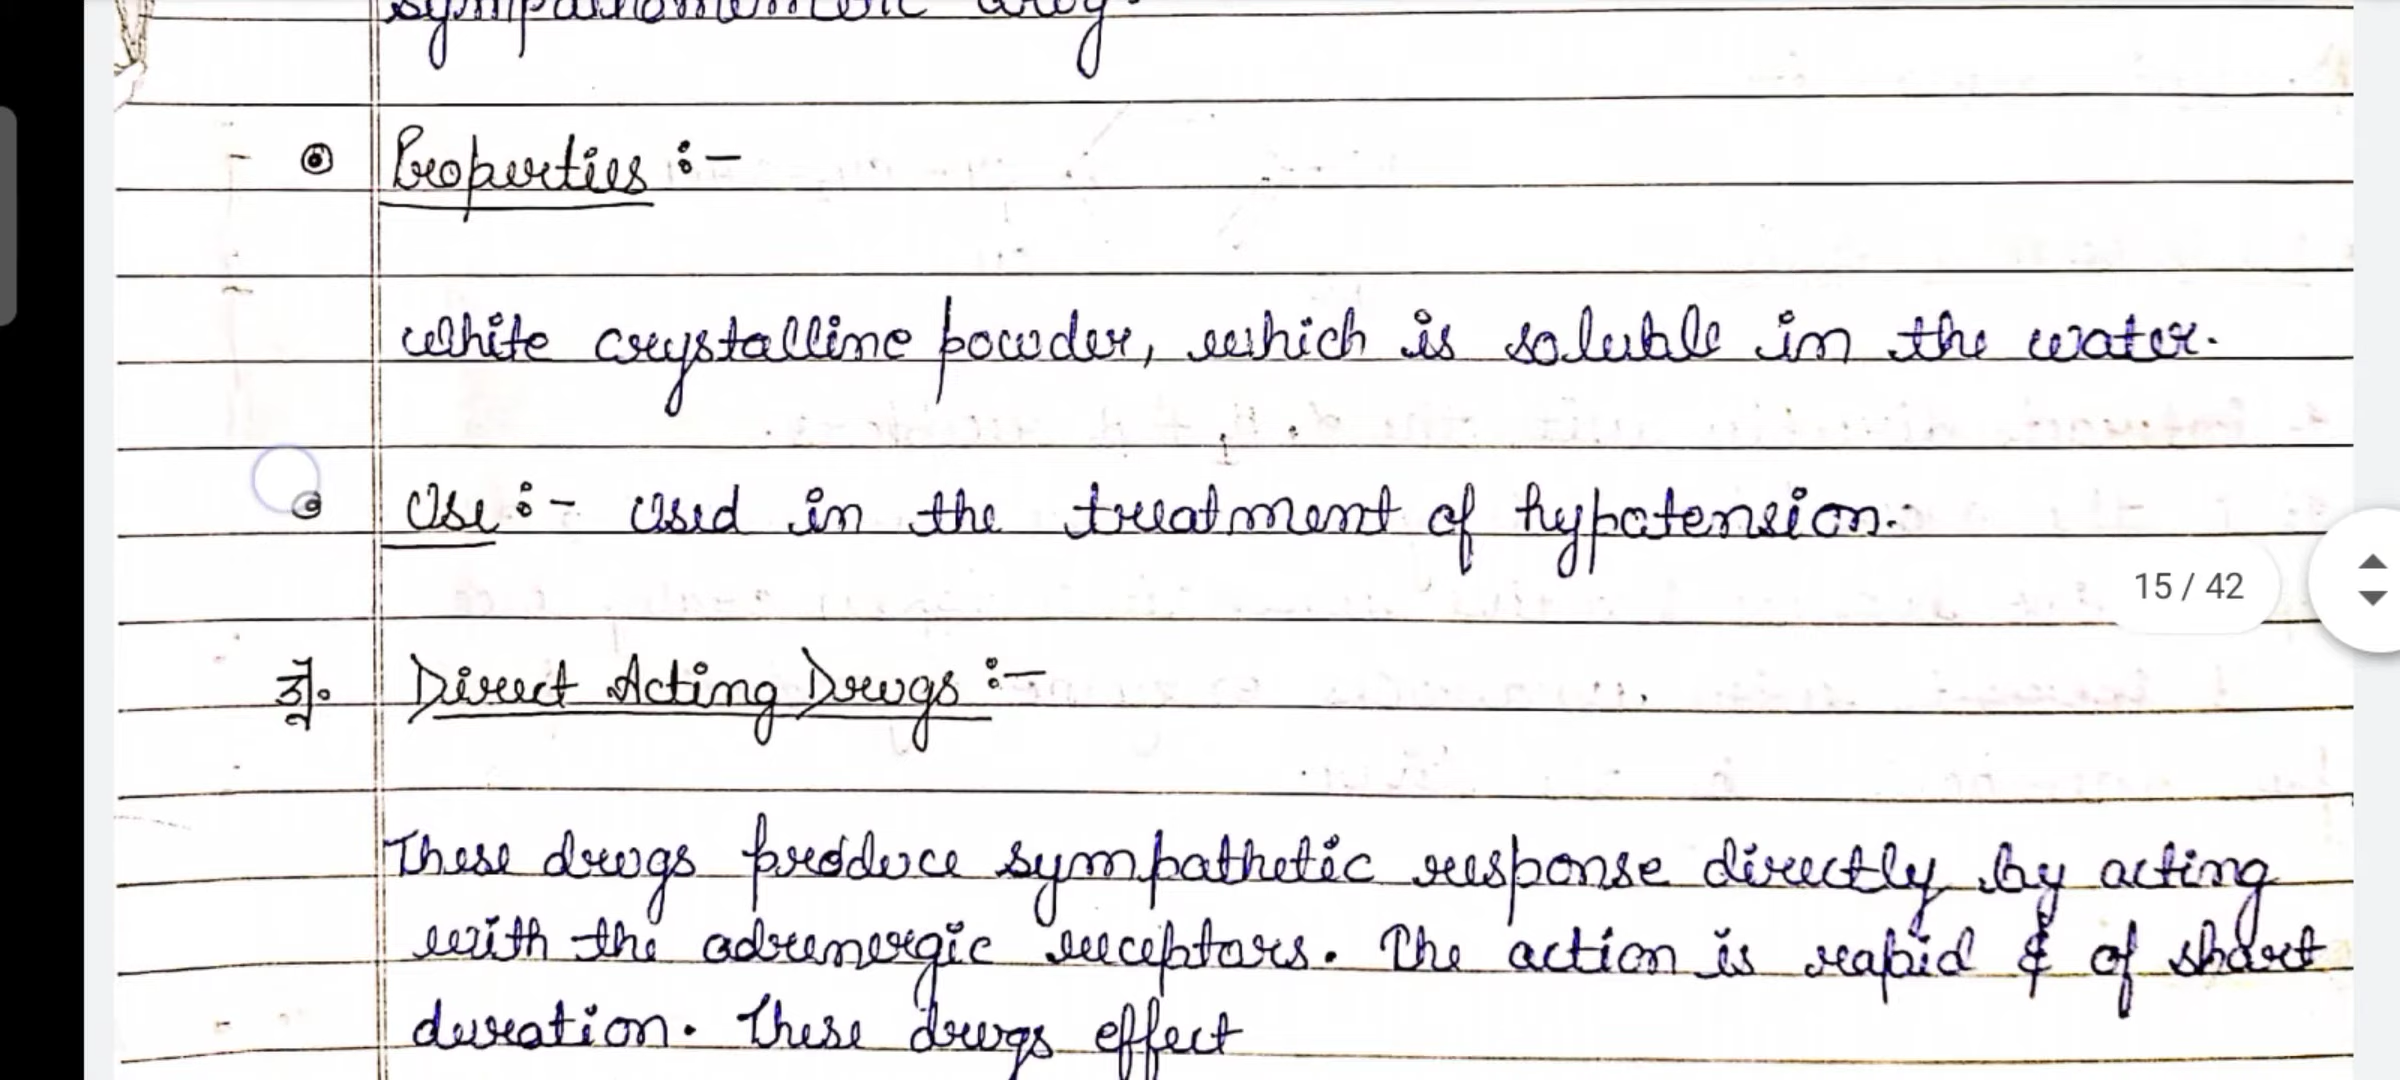 sympathomimetic drug.
Properties :-
White crystalline powder, which is soluble in the water.
Use :- Used in the treatment of hypotension.
15 / 42
3. Direct Acting Drugs :-
These drugs produce sympathetic response directly by acting
with the adrenergic receptors. The action is rapid & of short
duration. These drugs effect